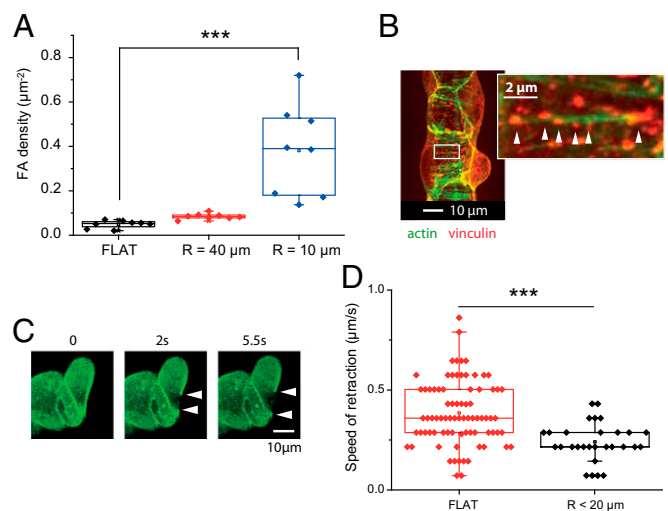 A
***
FA density (µm-2)
0.8
0.6
0.4
0.2
0.0
FLAT
R = 40 µm
R = 10 µm
B
2 µm
10 µm
actin vinculin
C
0
2s
5.5s
10µm
D
***
Speed of retraction (µm/s)
1.0
0.5
0.0
FLAT
R < 20 µm